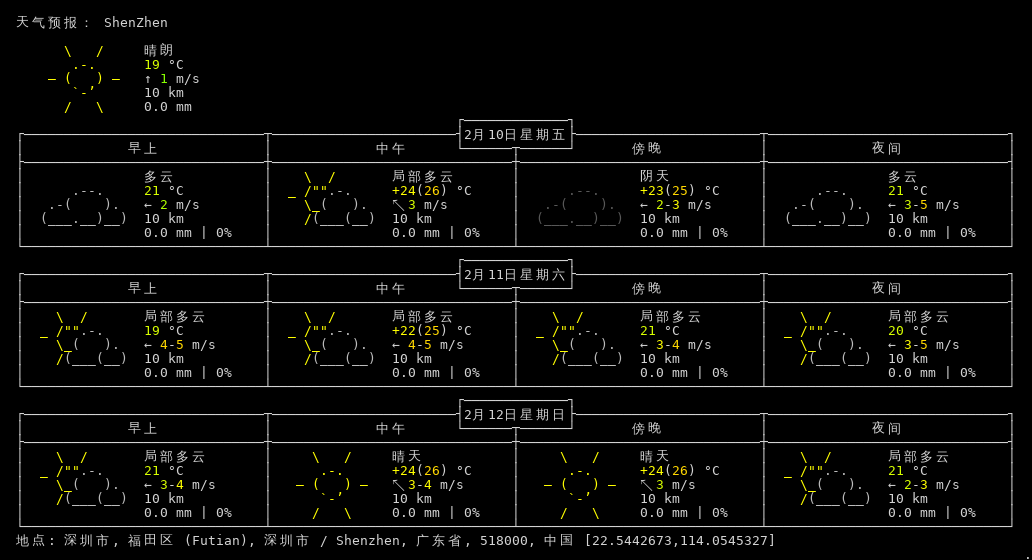 天气预报： ShenZhen
晴朗
19 °C
↑ 1 m/s
10 km
0.0 mm
2月10日星期五
早上 中午 傍晚 夜间
多云 局部多云 阴天 多云
21 °C +24(26) °C +23(25) °C 21 °C
← 2 m/s ↖ 3 m/s ← 2-3 m/s ← 3-5 m/s
10 km 10 km 10 km 10 km
0.0 mm | 0% 0.0 mm | 0% 0.0 mm | 0% 0.0 mm | 0%
2月11日星期六
早上 中午 傍晚 夜间
局部多云 局部多云 局部多云 局部多云
19 °C +22(25) °C 21 °C 20 °C
← 4-5 m/s ← 4-5 m/s ← 3-4 m/s ← 3-5 m/s
10 km 10 km 10 km 10 km
0.0 mm | 0% 0.0 mm | 0% 0.0 mm | 0% 0.0 mm | 0%
2月12日星期日
早上 中午 傍晚 夜间
局部多云 晴天 晴天 局部多云
21 °C +24(26) °C +24(26) °C 21 °C
← 3-4 m/s ↖ 3-4 m/s ↖ 3 m/s ← 2-3 m/s
10 km 10 km 10 km 10 km
0.0 mm | 0% 0.0 mm | 0% 0.0 mm | 0% 0.0 mm | 0%
地点: 深圳市, 福田区 (Futian), 深圳市 / Shenzhen, 广东省, 518000, 中国 [22.5442673,114.0545327]